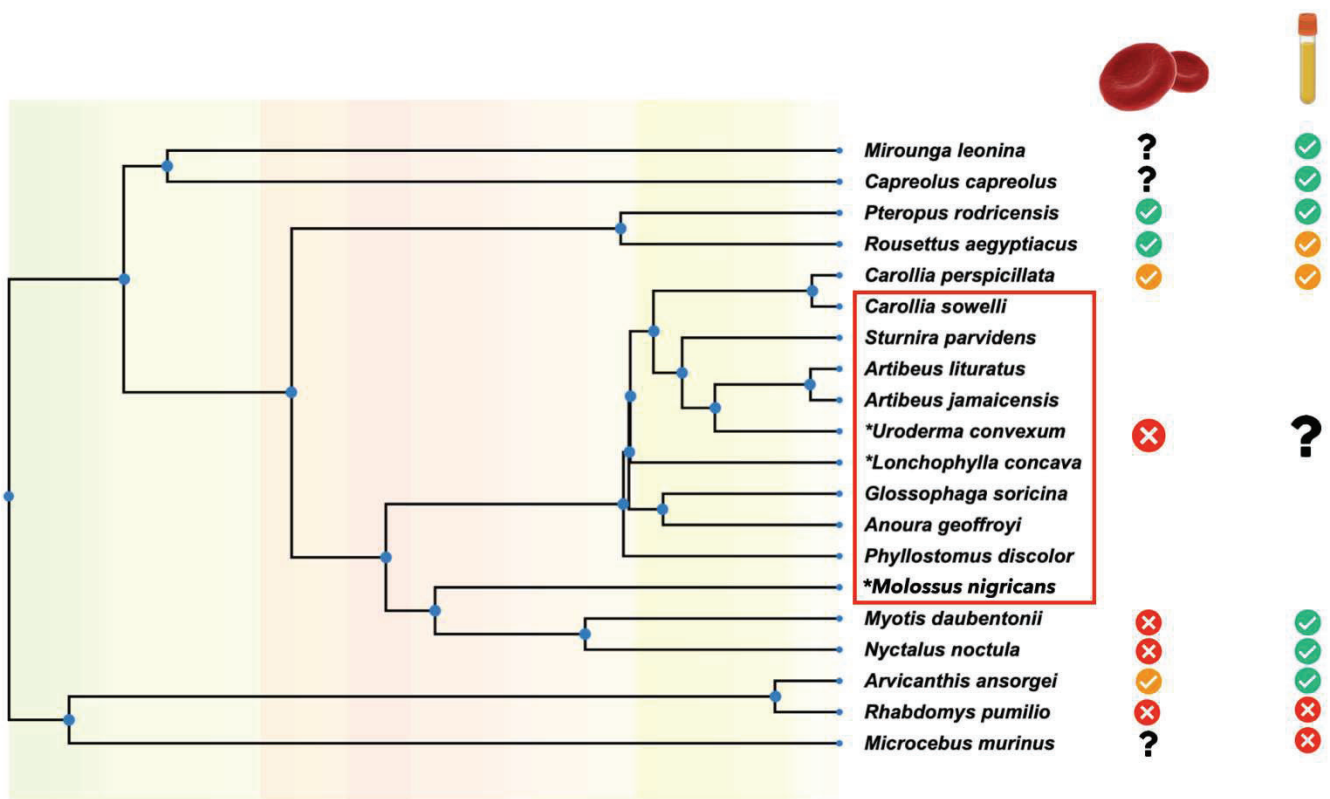 Mirounga leonina ?
Capreolus capreolus ?
Pteropus rodricensis
Rousettus aegyptiacus
Carollia perspicillata
Carollia sowelli
Sturnira parvidens
Artibeus lituratus
Artibeus jamaicensis
*Uroderma convexum ?
*Lonchophylla concava
Glossophaga soricina
Anoura geoffroyi
Phyllostomus discolor
*Molossus nigricans
Myotis daubentonii
Nyctalus noctula
Arvicanthis ansorgei
Rhabdomys pumilio
Microcebus murinus ?